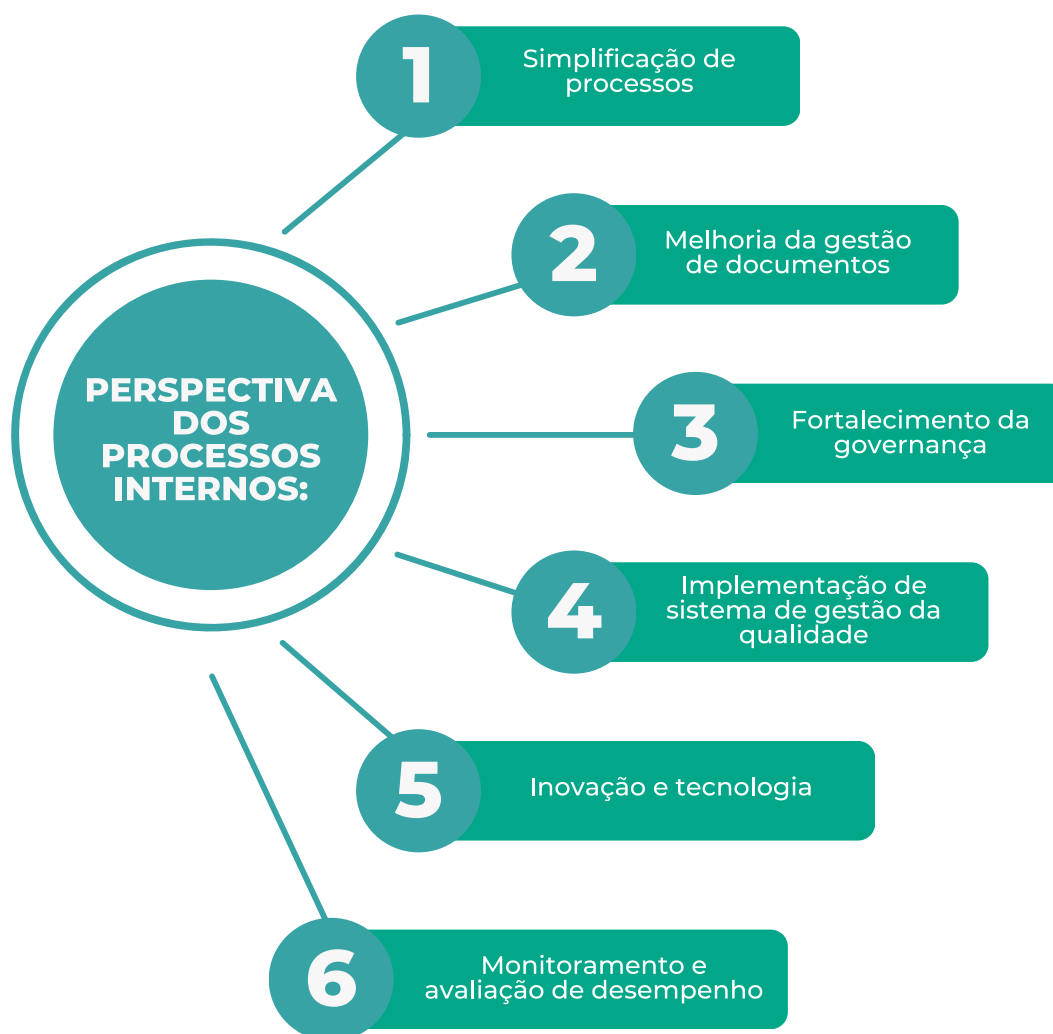 PERSPECTIVA
DOS
PROCESSOS
INTERNOS:
1
Simplificação de
processos
2
Melhoria da gestão
de documentos
3
Fortalecimento da
governança
4
Implementação de
sistema de gestão da
qualidade
5
Inovação e tecnologia
6
Monitoramento e
avaliação de desempenho